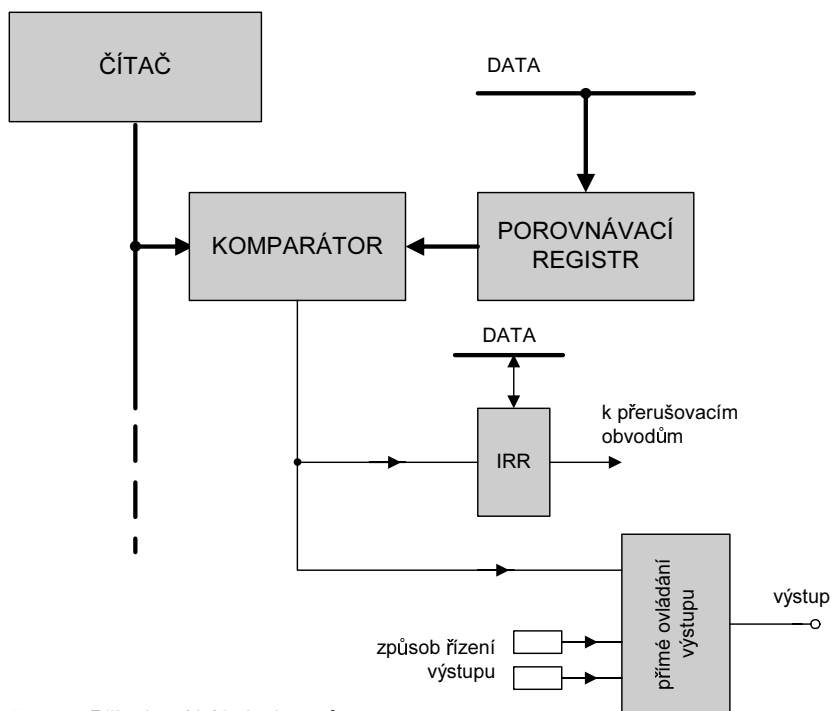 ČÍTAČ
DATA
KOMPARÁTOR
POROVNÁVACÍ
REGISTR
DATA
k přerušovacím
obvodům
IRR
přímé ovládání
výstupu
výstup
způsob řízení
výstupu